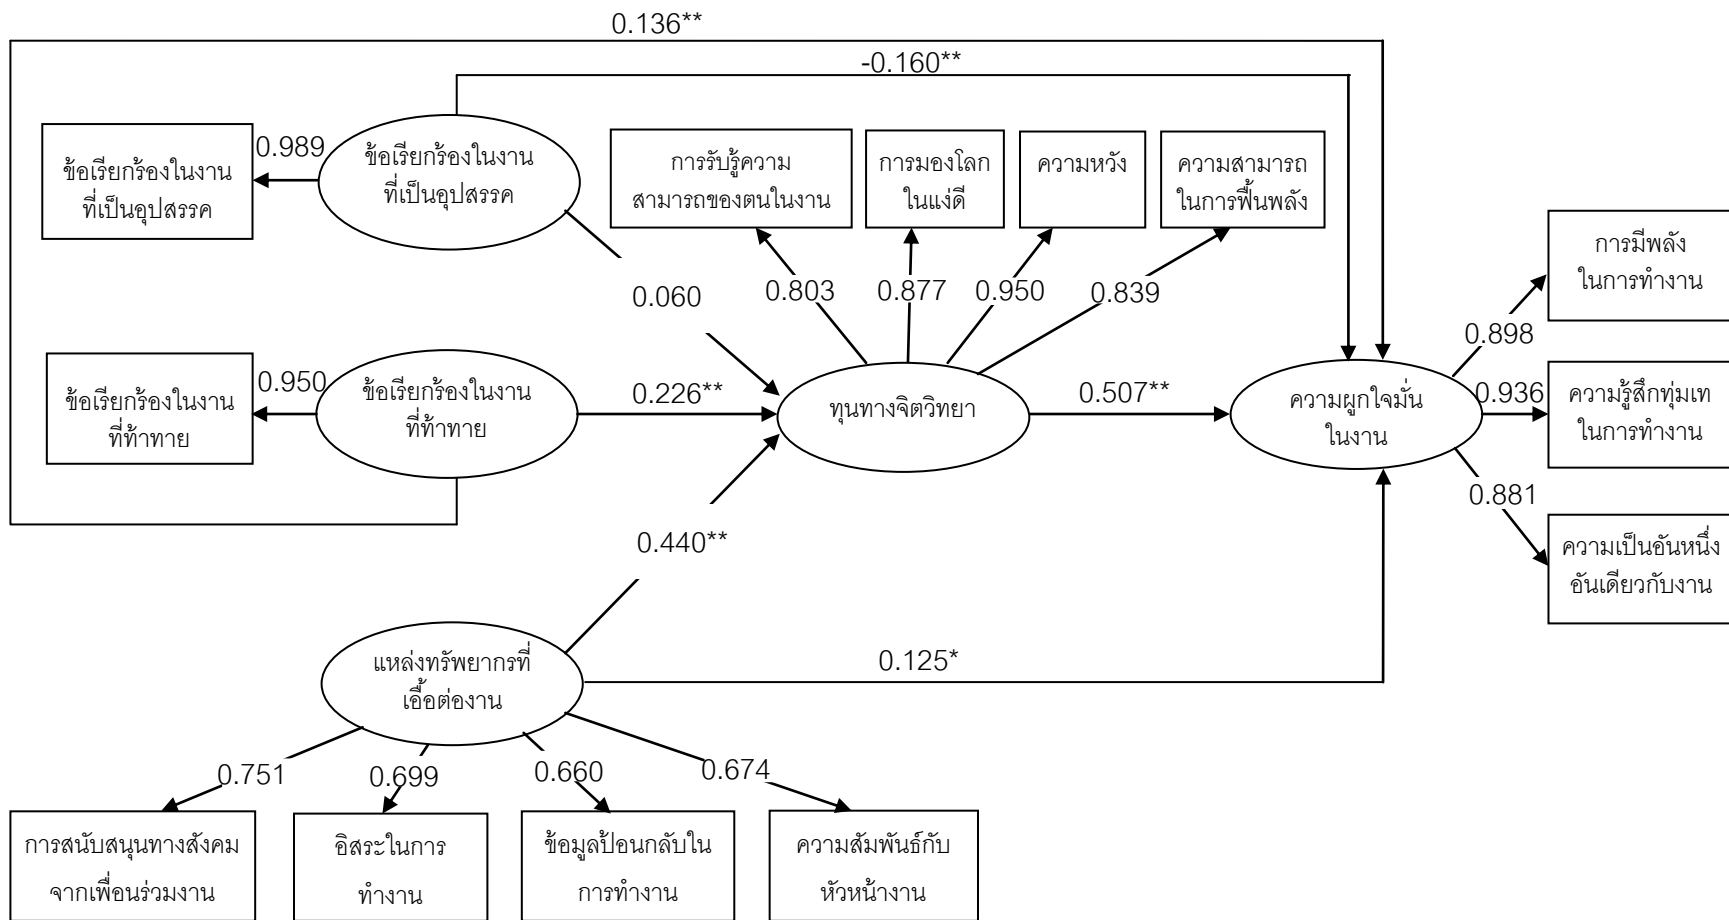 0.136**
-0.160**
ข้อเรียกร้องในงาน
ที่เป็นอุปสรรค
0.989
ข้อเรียกร้องในงาน
ที่เป็นอุปสรรค
การรับรู้ความ
สามารถของตนในงาน
การมองโลก
ในแง่ดี
ความหวัง
ความสามารถ
ในการฟื้นพลัง
การมีพลัง
ในการทำงาน
0.060
0.803
0.877
0.950
0.839
0.898
ข้อเรียกร้องในงาน
ที่ท้าทาย
0.950
ข้อเรียกร้องในงาน
ที่ท้าทาย
0.226**
ทุนทางจิตวิทยา
0.507**
ความผูกใจมั่น
ในงาน
0.936
ความรู้สึกทุ่มเท
ในการทำงาน
0.881
0.440**
ความเป็นอันหนึ่ง
อันเดียวกับงาน
แหล่งทรัพยากรที่
เอื้อต่องาน
0.125*
0.751
0.699
0.660
0.674
การสนับสนุนทางสังคม
จากเพื่อนร่วมงาน
อิสระในการ
ทำงาน
ข้อมูลป้อนกลับใน
การทำงาน
ความสัมพันธ์กับ
หัวหน้างาน